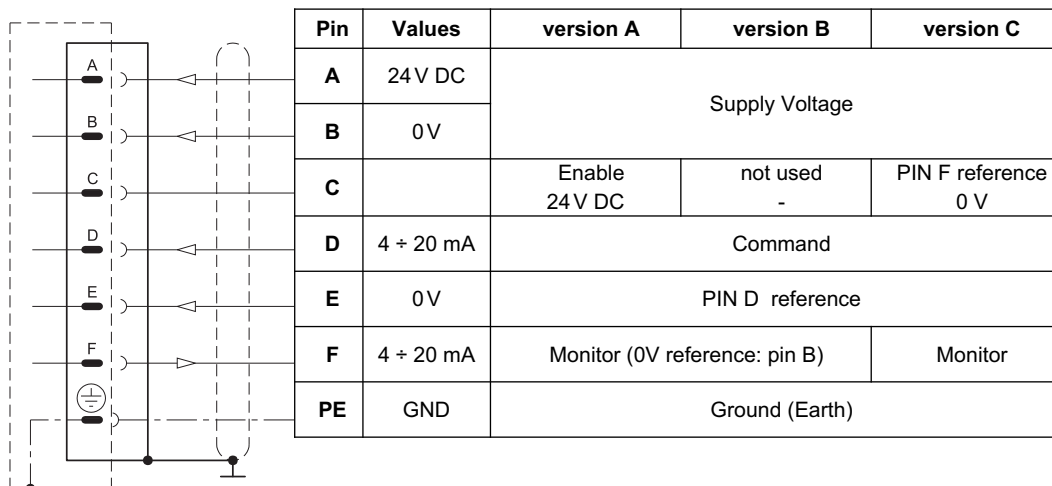 Pin Values version A version B version C
A
A 24 V DC
Supply Voltage
B
B 0 V
C
C Enable not used PIN F reference
24 V DC - 0 V
D
D 4 ÷ 20 mA Command
E
E 0 V PIN D reference
F
F 4 ÷ 20 mA Monitor (0V reference: pin B) Monitor
PE GND Ground (Earth)